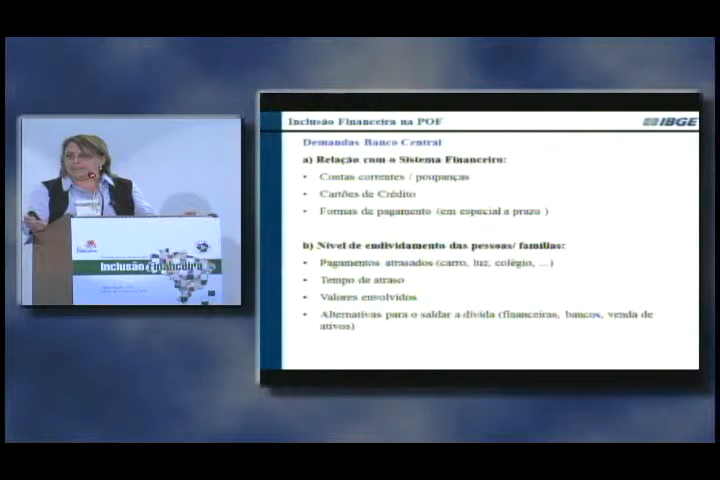 Inclusão Financeira na POF
IBGE
Demandas Banco Central
a) Relação com o Sistema Financeiro:
• Contas correntes / poupanças
• Cartões de Crédito
• Formas de pagamento (em especial a prazo )
b) Nível de endividamento das pessoas/ famílias:
• Pagamentos atrasados (carro, luz, colégio, ...)
• Tempo de atraso
• Valores envolvidos
• Alternativas para o saldar a dívida (financeiras, bancos, venda de
ativos)
Inclusão Financeira